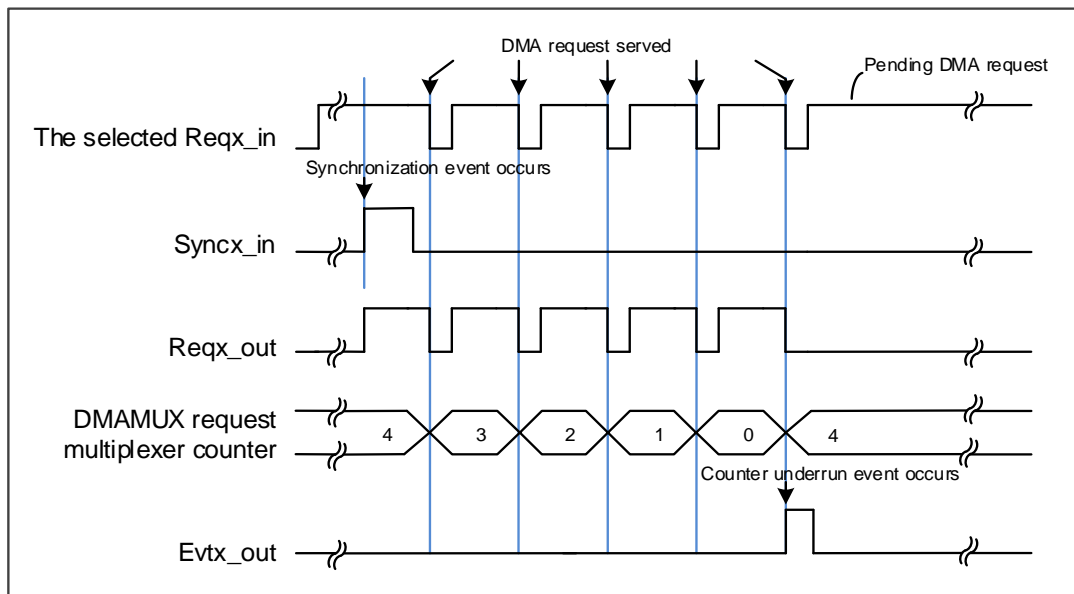 DMA request served
Pending DMA request
The selected Reqx_in
Synchronization event occurs
Syncx_in
Reqx_out
DMAMUX request
multiplexer counter
4 3 2 1 0 4
Counter underrun event occurs
Evtx_out